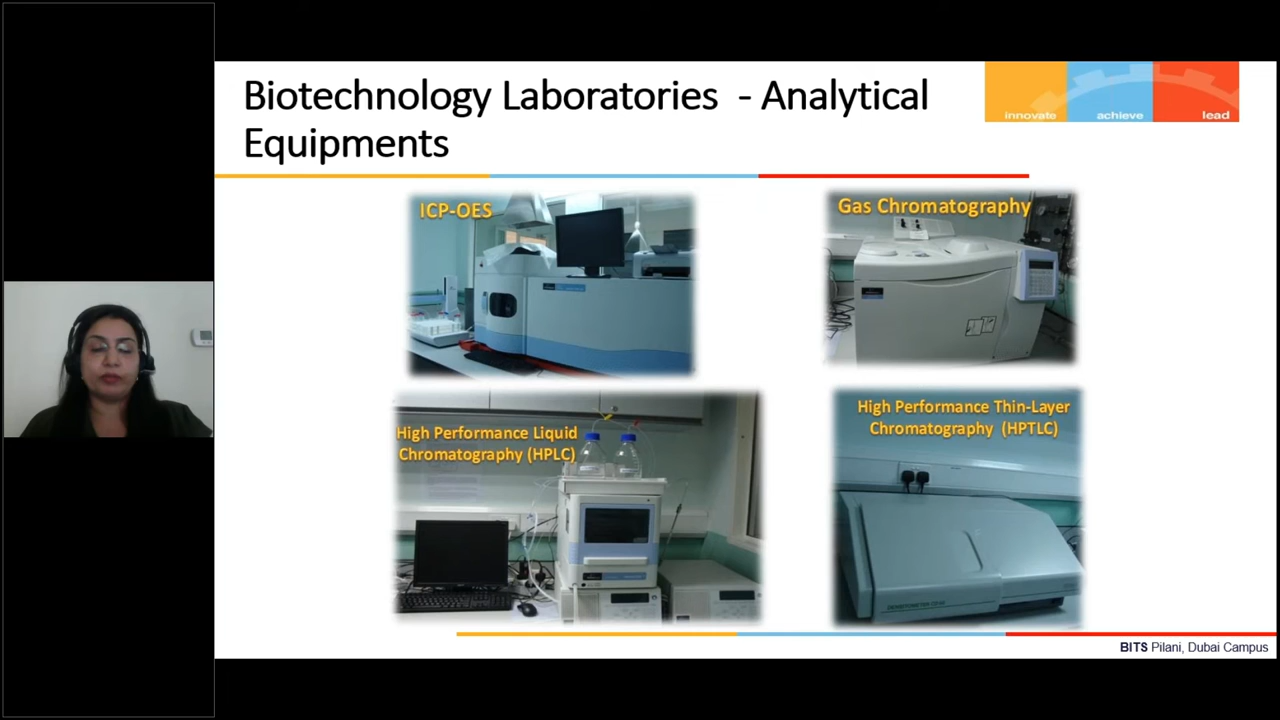 Biotechnology Laboratories - Analytical
Equipments
innovate achieve lead
ICP-OES
Gas Chromatography
High Performance Liquid
Chromatography (HPLC)
High Performance Thin-Layer
Chromatography (HPTLC)
BITS Pilani, Dubai Campus